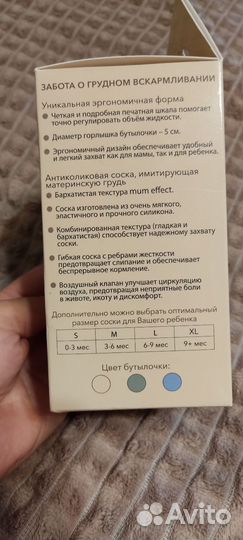 ЗАБОТА О ГРУДНОМ ВСКАРМЛИВАНИИ
Уникальная эргономичная форма
• Четкая и подробная печатная шкала помогает
точно регулировать объём жидкости.
• Диаметр горлышка бутылочки – 5 см.
• Эргономичный дизайн обеспечивает удобный
и легкий захват как для мамы, так и для ребенка.
Антиколиковая соска, имитирующая
материнскую грудь
• Бархатистая текстура mum effect.
• Соска изготовлена из очень мягкого,
эластичного и прочного силикона.
• Комбинированная текстура (гладкая и
бархатистая) способствует надежному захвату
соски.
• Гибкая соска с ребрами жесткости
предотвращает слипание и обеспечивает
беспрерывное кормление.
• Воздушный клапан улучшает циркуляцию
воздуха, предотвращая неприятные боли
в животе, икоту и дискомфорт.
Дополнительно можно выбрать оптимальный
размер соски для Вашего ребенка
S M L XL
0-3 мес 3-6 мес 6-9 мес 9+ мес
Цвет бутылочки:
Avito